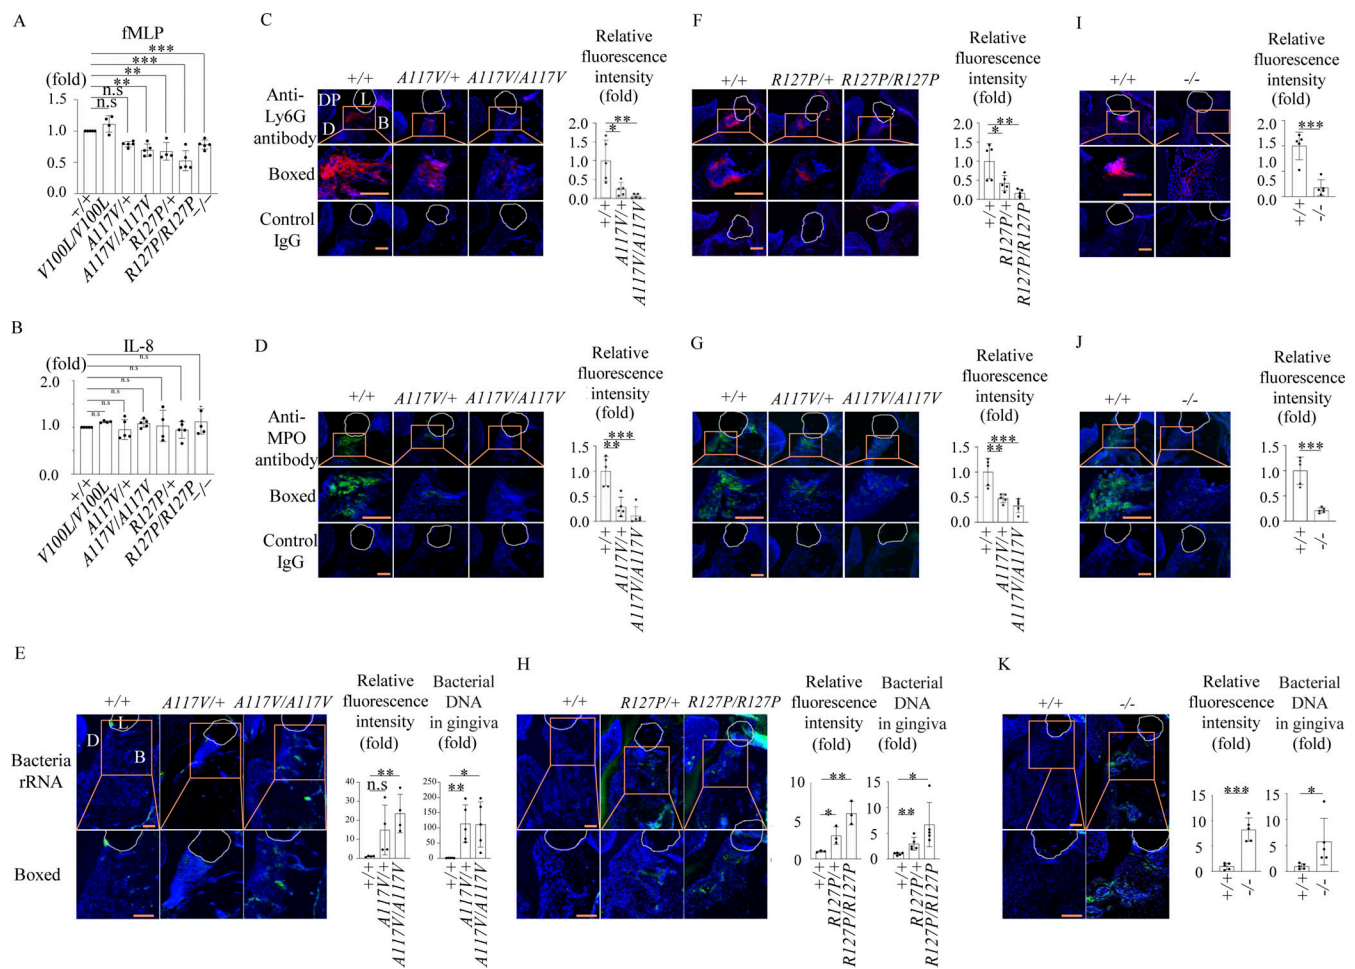 A
fMLP
(fold)
***
***
**
**
n.s
n.s
1.5
1.0
0.5
0.0
+/+
V100L/V100L
A117V/+
A117V/A117V
R127P/+
R127P/R127P
-/-
B
IL-8
(fold)
n.s
n.s
n.s
n.s
n.s
n.s
2.0
1.0
0.0
+/+
V100L/V100L
A117V/+
A117V/A117V
R127P/+
R127P/R127P
-/-
C
+/+
A117V/+
A117V/A117V
Anti-
Ly6G
antibody
DP
L
D
B
Boxed
Control
IgG
Relative
fluorescence
intensity
(fold)
**
*
2.0
1.5
1.0
0.5
0.0
+/+
A117V/+
A117V/A117V
D
+/+
A117V/+
A117V/A117V
Anti-
MPO
antibody
Boxed
Control
IgG
Relative
fluorescence
intensity
(fold)
***
**
1.5
1.0
0.5
0.0
+/+
A117V/+
A117V/A117V
F
+/+
R127P/+
R127P/R127P
Relative
fluorescence
intensity
(fold)
**
*
2.0
1.5
1.0
0.5
0.0
+/+
R127P/+
R127P/R127P
G
+/+
A117V/+
A117V/A117V
Relative
fluorescence
intensity
(fold)
***
**
1.5
1.0
0.5
0.0
+/+
A117V/+
A117V/A117V
I
+/+
-/-
Relative
fluorescence
intensity
(fold)
***
2.0
1.5
1.0
0.5
0.0
+/+
-/-
J
+/+
-/-
Relative
fluorescence
intensity
(fold)
***
1.5
1.0
0.5
0.0
+/+
-/-
E
+/+
A117V/+
A117V/A117V
Bacteria
rRNA
L
D
B
Boxed
Relative
fluorescence
intensity
(fold)
**
n.s
40
30
20
10
0
+/+
A117V/+
A117V/A117V
Bacterial
DNA
in gingiva
(fold)
*
**
250
200
150
100
50
0
+/+
A117V/+
A117V/A117V
H
+/+
R127P/+
R127P/R127P
Relative
fluorescence
intensity
(fold)
**
*
10
5
0
+/+
R127P/+
R127P/R127P
Bacterial
DNA
in gingiva
(fold)
*
**
15
10
5
0
+/+
R127P/+
R127P/R127P
K
+/+
-/-
Relative
fluorescence
intensity
(fold)
***
15
10
5
0
+/+
-/-
Bacterial
DNA
in gingiva
(fold)
*
15
10
5
0
+/+
-/-